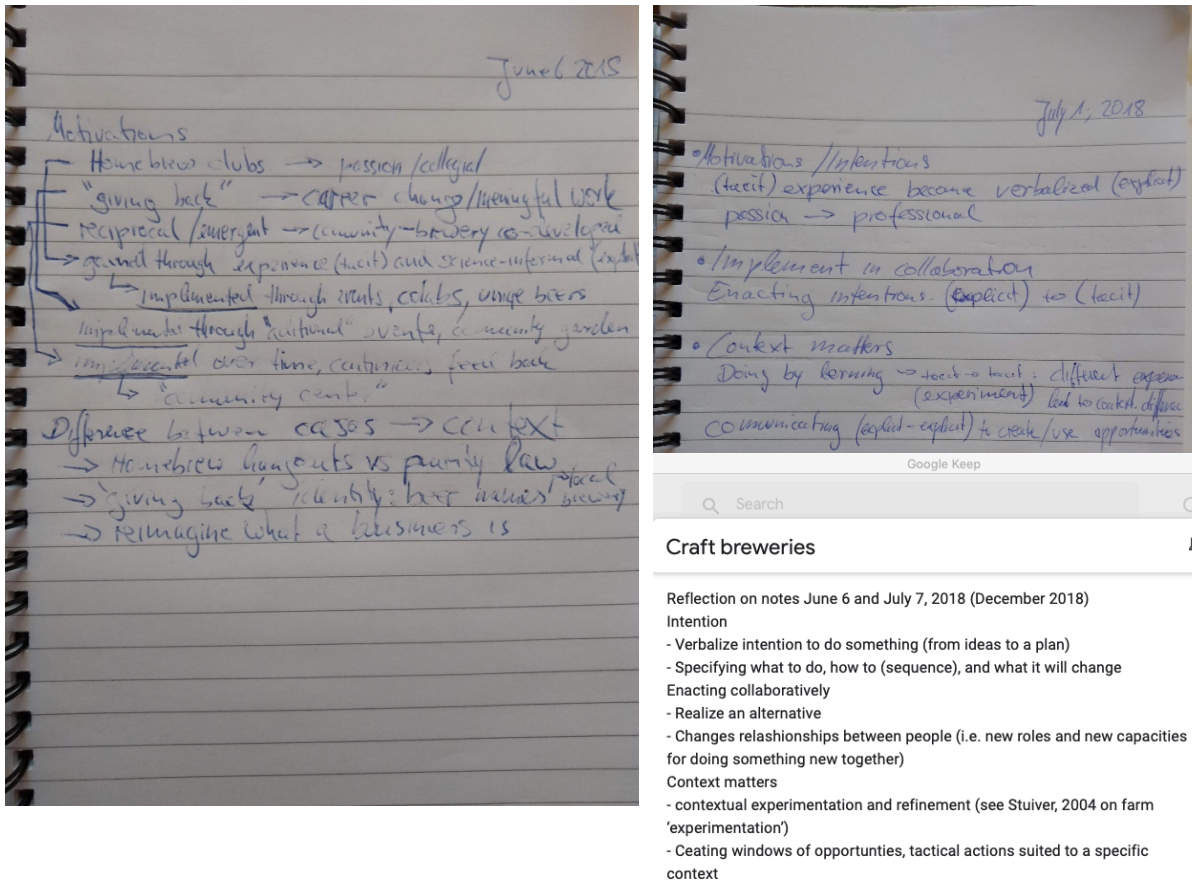 June 6 2018
Motivations
Homebrew clubs → passion/collegial
"giving back" → career change/meaningful work
reciprocal/emergent → community-brewery co-developed
gained through experience (tacit) and science-informed (explicit
↳ implemented through events, colabs, unique beers
implemented through "additional" events, community garden
implemented over time, continuous feed back
↳ "community center"
Difference between cases → context
→ Homebrew hangouts vs purity law
→ 'giving back' identity: beer names local brewery
→ reimagine what a business is
July 1, 2018
• Motivations/Intentions
(tacit) experience become verbalized (explicit)
passion → professional
• Implement in collaboration
Enacting intentions. (explicit) to (tacit)
• Context matters
Doing by lerning → tacit → tacit: different experien
(experiment) lead to context.
communicating (explicit-explicit) to create/use opportunities
Google Keep
Search
Craft breweries
Reflection on notes June 6 and July 7, 2018 (December 2018)
Intention
- Verbalize intention to do something (from ideas to a plan)
- Specifying what to do, how to (sequence), and what it will change
Enacting collaboratively
- Realize an alternative
- Changes relashionships between people (i.e. new roles and new capacities
for doing something new together)
Context matters
- contextual experimentation and refinement (see Stuiver, 2004 on farm
'experimentation')
- Ceating windows of opportunties, tactical actions suited to a specific
context